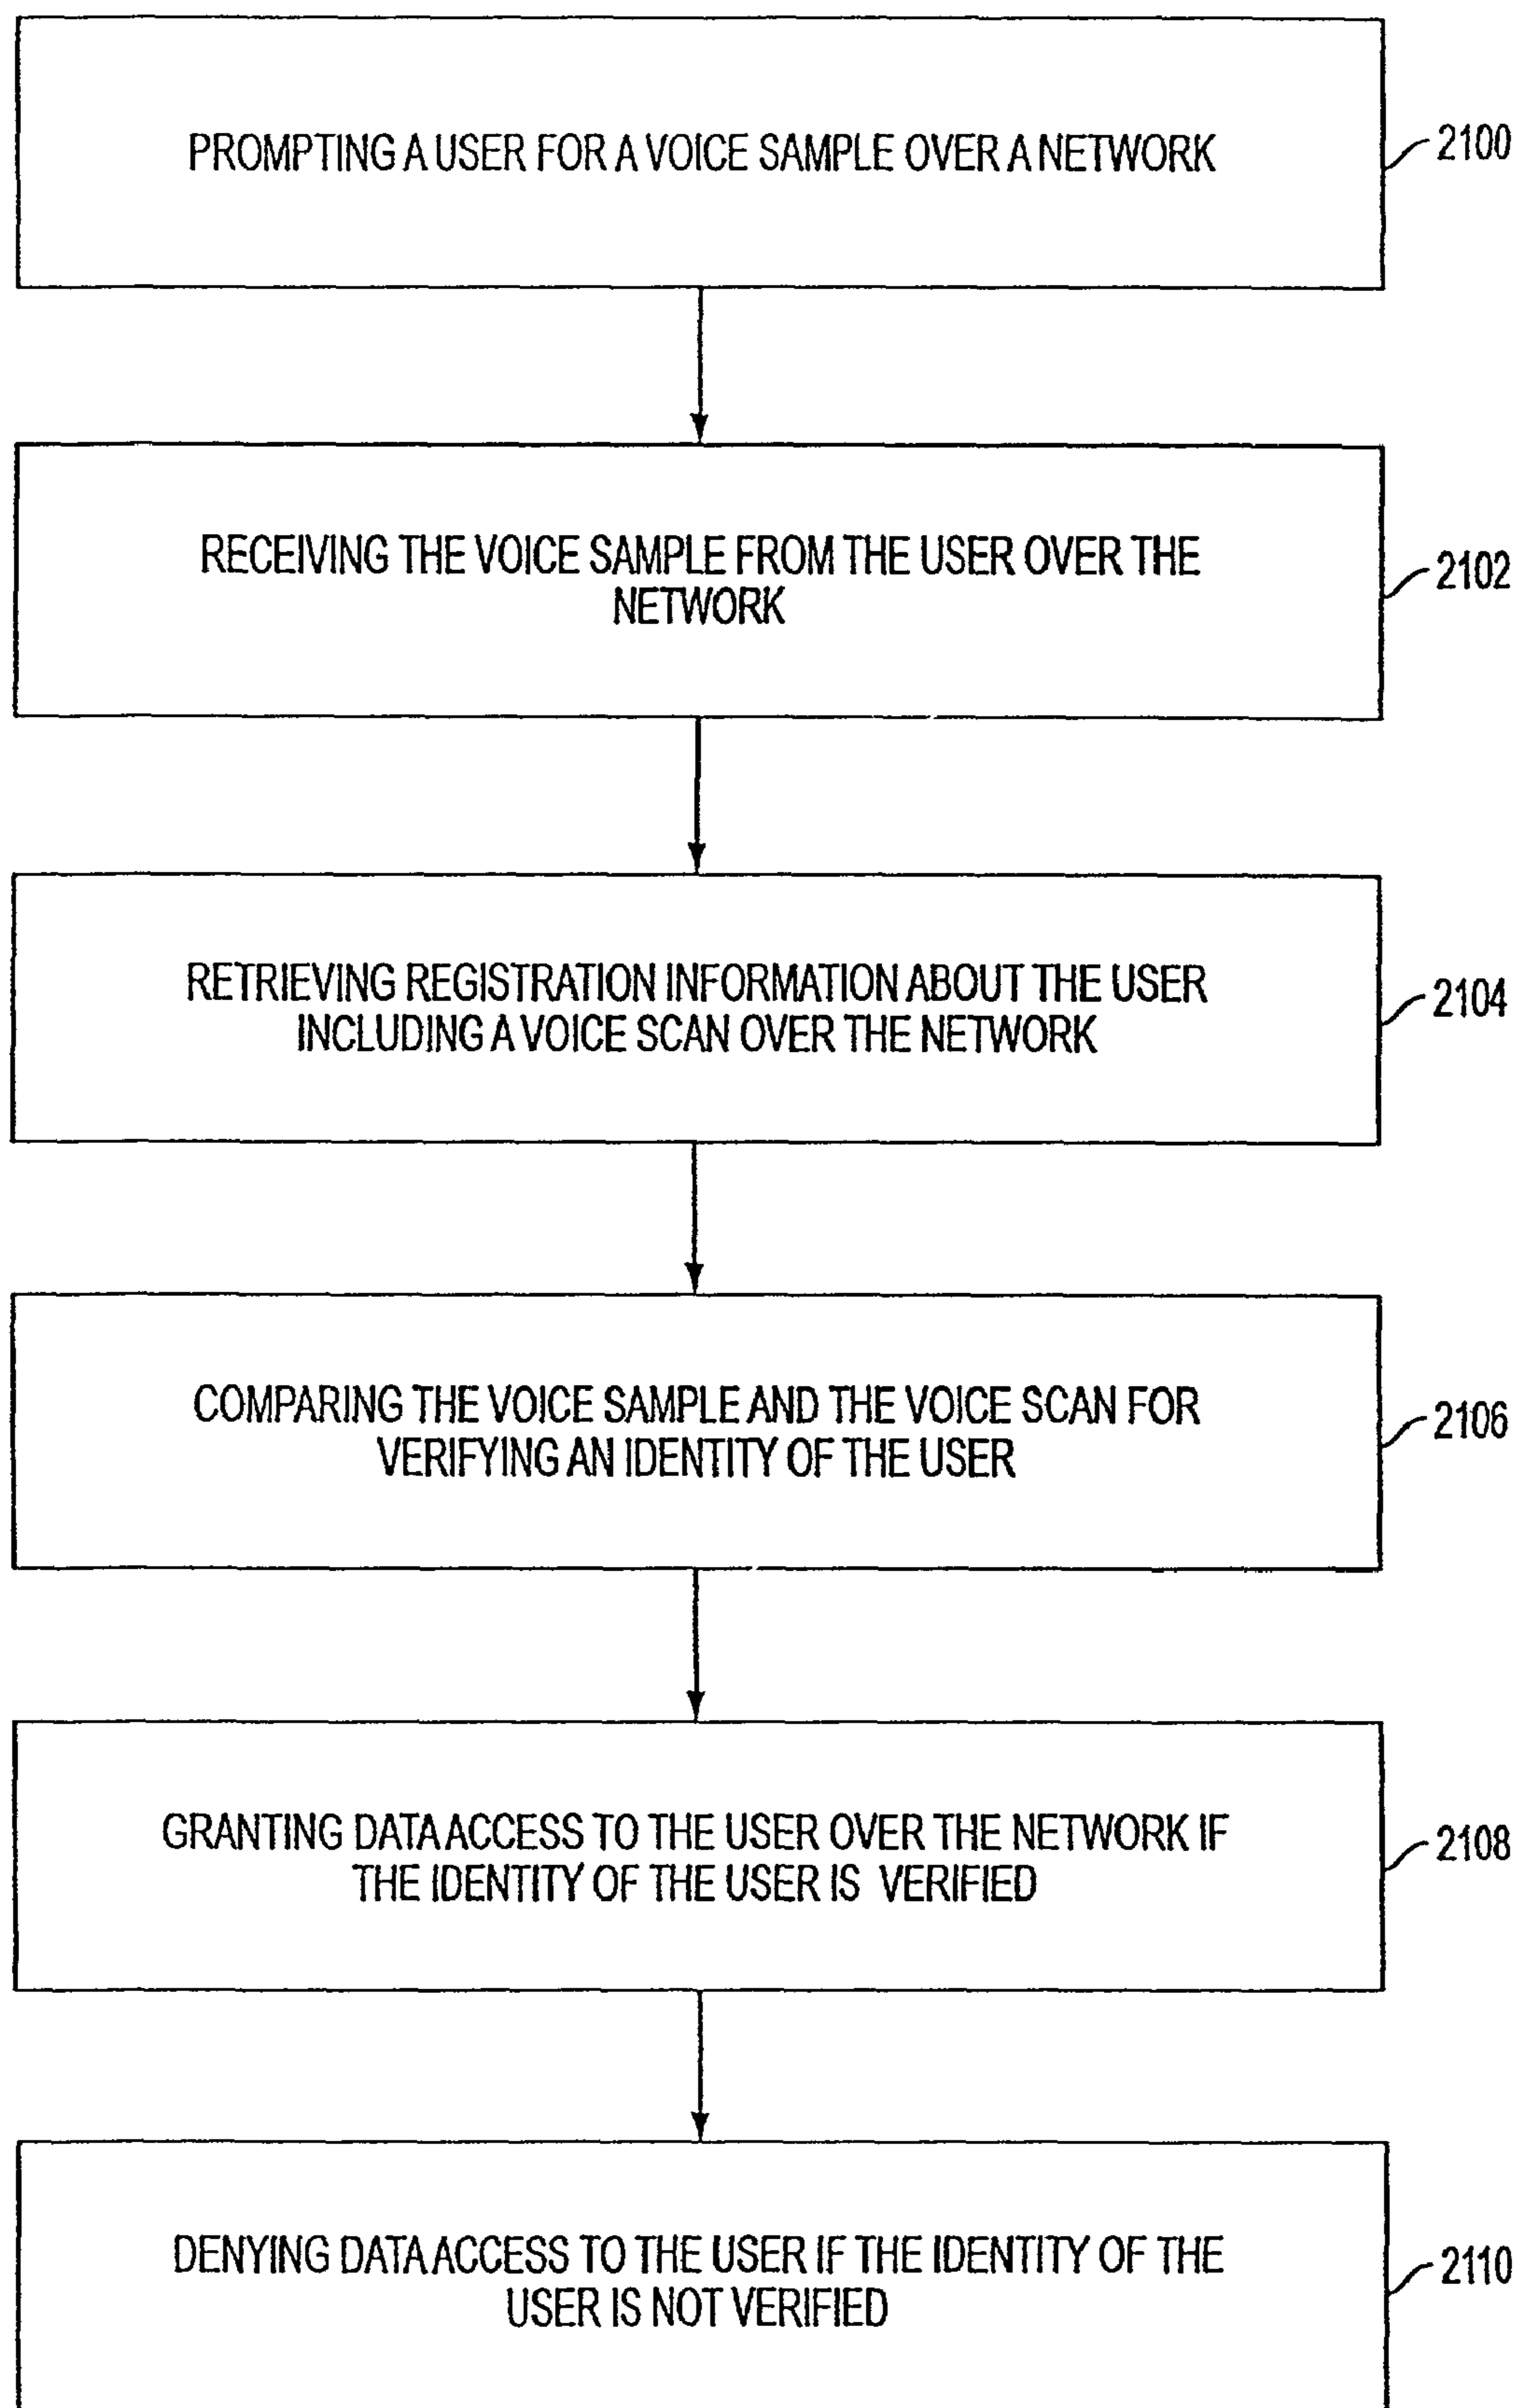 PROMPTING A USER FOR A VOICE SAMPLE OVER A NETWORK
2100
RECEIVING THE VOICE SAMPLE FROM THE USER OVER THE
NETWORK
2102
RETRIEVING REGISTRATION INFORMATION ABOUT THE USER
INCLUDING A VOICE SCAN OVER THE NETWORK
2104
COMPARING THE VOICE SAMPLE AND THE VOICE SCAN FOR
VERIFYING AN IDENTITY OF THE USER
2106
GRANTING DATA ACCESS TO THE USER OVER THE NETWORK IF
THE IDENTITY OF THE USER IS VERIFIED
2108
DENYING DATA ACCESS TO THE USER IF THE IDENTITY OF THE
USER IS NOT VERIFIED
2110